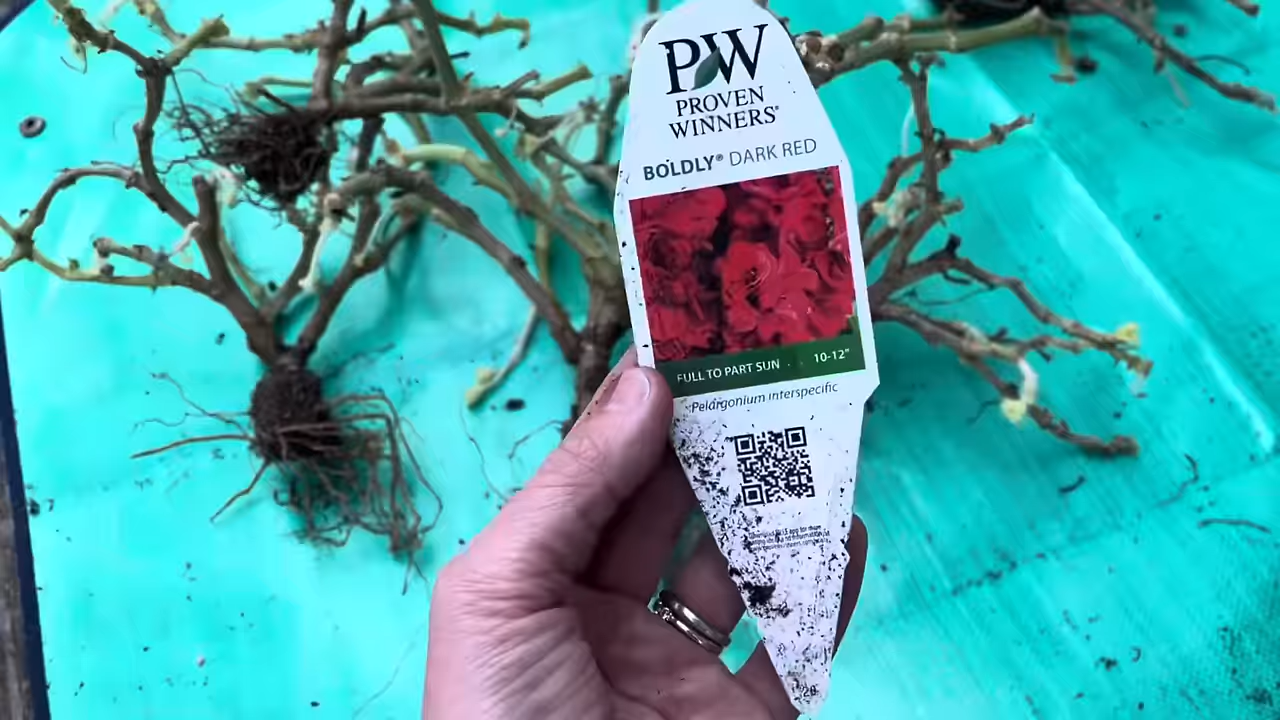 PW
PROVEN
WINNERS®
BOLDLY® DARK RED
FULL TO PART SUN . . 10-12"
Pelargonium interspecific